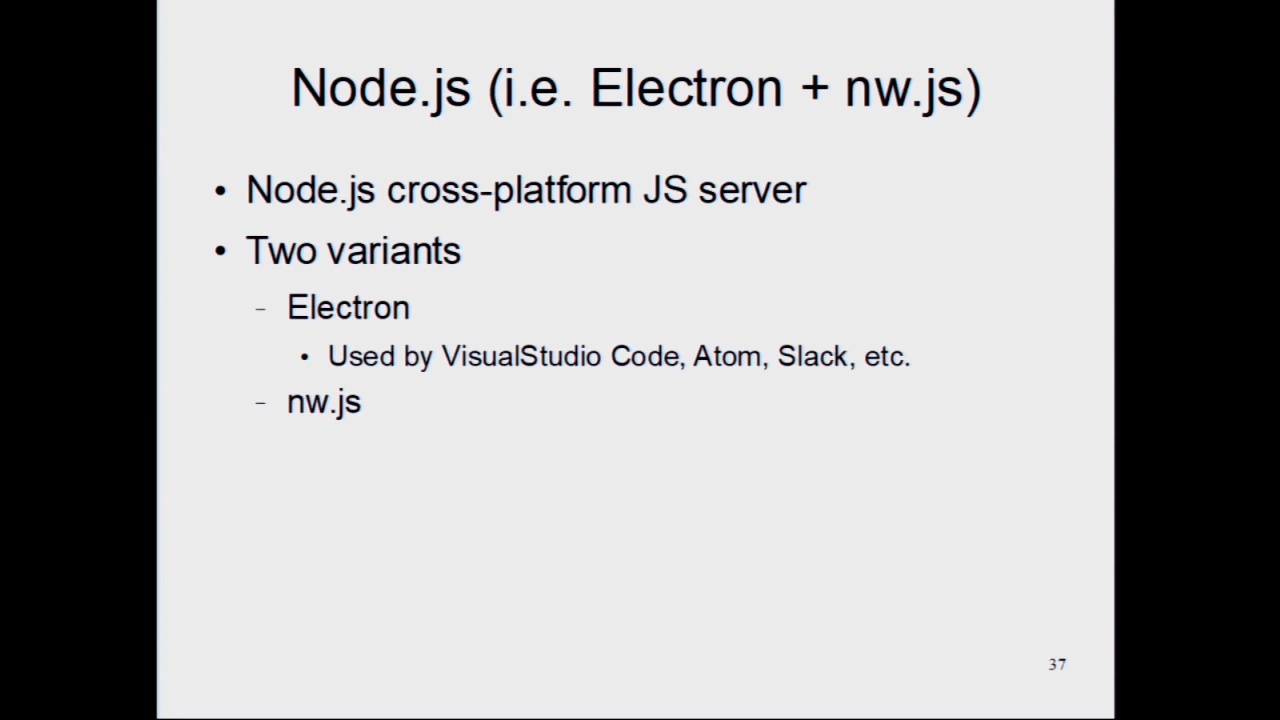 Node.js (i.e. Electron + nw.js)
• Node.js cross-platform JS server
• Two variants
– Electron
• Used by VisualStudio Code, Atom, Slack, etc.
– nw.js
37